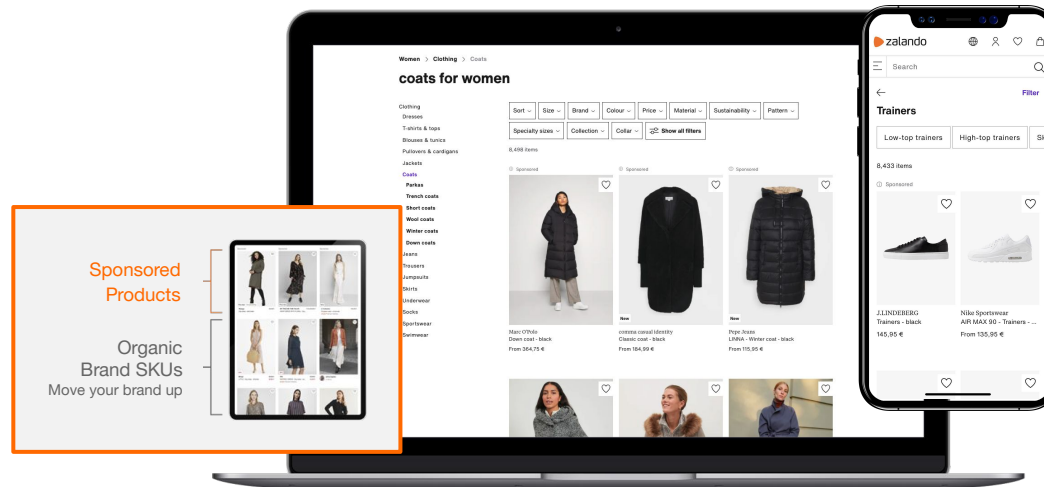 Women > Clothing > Coats
coats for women
Clothing
Dresses
T-shirts & tops
Blouses & tunics
Pullovers & cardigans
Jackets
Coats
Parkas
Trench coats
Short coats
Wool coats
Winter coats
Down coats
Jeans
Trousers
Jumpsuits
Skirts
Underwear
Socks
Sportswear
Swimwear
Sort Size Brand Colour Price Material Sustainability Pattern
Specialty sizes Collection Collar Show all filters
8,498 items
Sponsored Sponsored Sponsored
New New
Marc O'Polo
Down coat - black
From 364,75 €
comma casual identity
Classic coat - black
From 184,99 €
Pepe Jeans
LINNA - Winter coat - black
From 115,95 €
zalando
Search
Filter
Trainers
Low-top trainers High-top trainers
8,433 items
Sponsored
J.LINDEBERG
Trainers - black
145,95 €
Nike Sportswear
AIR MAX 90 - Trainers - ...
From 135,95 €
Sponsored
Products
Organic
Brand SKUs
Move your brand up